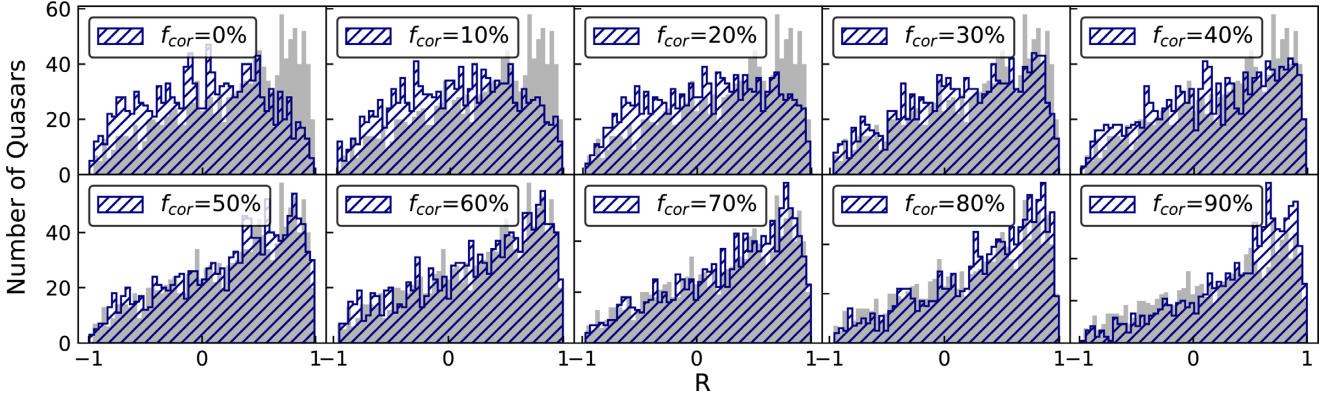 60
40
20
0
f_cor=0%
f_cor=10%
f_cor=20%
f_cor=30%
f_cor=40%
Number of Quasars
40
20
0
f_cor=50%
f_cor=60%
f_cor=70%
f_cor=80%
f_cor=90%
−1 0 1 −1 0 1 −1 0 1 −1 0 1 −1 0 1
R